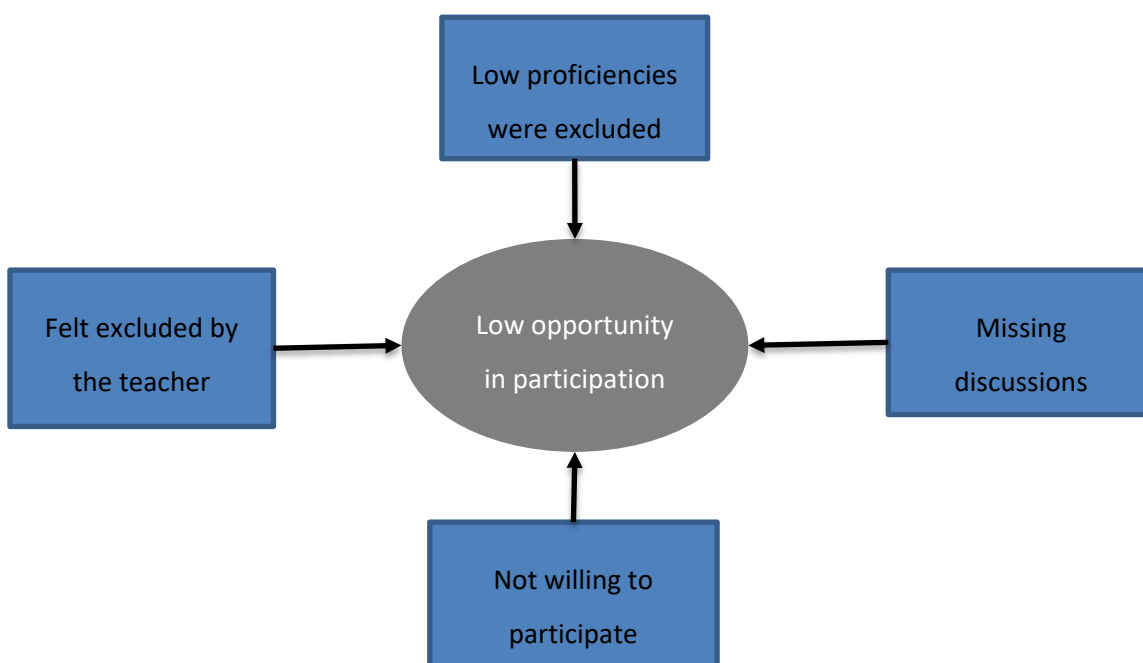 Low proficiencies
were excluded
Felt excluded by
the teacher
Low opportunity
in participation
Missing
discussions
Not willing to
participate